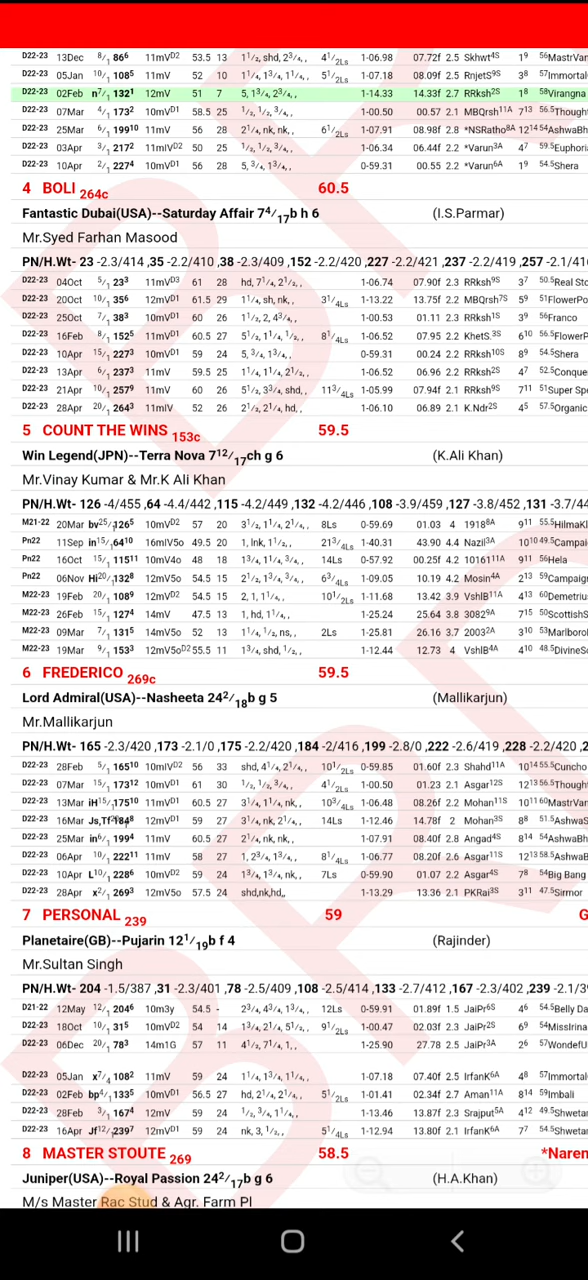 D22-23 13Dec 8/1 86⁶ 11mVᴰ² 53.5 13 1¹/₂, shd, 2³/₄, , 4¹/₂Ls 1-06.98 07.72f 2.5 Skhwt⁴ˢ 1⁹ ⁵⁶MastrVar
D22-23 05Jan 10/1 108⁵ 11mV 52 10 1¹/₄, 1³/₄, 1¹/₄, , 5¹/₂Ls 1-07.18 08.09f 2.5 RnjetS⁹ˢ 3⁸ ⁵⁷Immortal
D22-23 02Feb n⁷/1 132¹ 12mV 51 7 5, 1³/₄, 2³/₄, , 1-14.33 14.33f 2.7 RRksh²ˢ 1⁸ ⁵⁸Virangna
D22-23 07Mar 4/1 173² 10mVᴰ¹ 58.5 25 1/₂, 1/₂, 3/₄, , 1-00.50 00.57 2.1 MBQrsh¹¹ᴬ 7¹³ ⁵⁶·⁵Though
D22-23 25Mar 6/1 199¹⁰ 11mV 56 28 2¹/₄, nk, nk, , 6¹/₂Ls 1-07.91 08.98f 2.8 *NSRatho⁸ᴬ 12¹⁴ ⁵⁴AshwaBh
D22-23 03Apr 3/1 217² 11mIVᴰ² 50 25 1/₂, 1/₂, 3/₄, , 1-06.34 06.44f 2.2 *Varun³ᴬ 4⁷ ⁵⁹·⁵Euphori
D22-23 10Apr 2/1 227⁴ 10mVᴰ¹ 56 28 5, 3/₄, 1³/₄, , 0-59.31 00.55 2.2 *Varun⁶ᴬ 1⁹ ⁵⁴·⁵Shera
4 BOLI 264c 60.5
Fantastic Dubai(USA)--Saturday Affair 7⁴/₁₇b h 6 (I.S.Parmar)
Mr.Syed Farhan Masood
PN/H.Wt- 23 -2.3/414 ,35 -2.2/410 ,38 -2.3/409 ,152 -2.2/420 ,227 -2.2/421 ,237 -2.2/419 ,257 -2.1/41
D22-23 04Oct 5/1 23³ 11mVᴰ³ 61 28 hd, 7¹/₄, 2¹/₂, , 1-06.74 07.90f 2.3 RRksh⁹ˢ 3⁷ ⁵⁰·⁵Real Sto
D22-23 20Oct 10/1 35⁶ 12mVᴰ¹ 61.5 29 1¹/₄, sh, nk, , 3¹/₄Ls 1-13.22 13.75f 2.2 MBQrsh⁷ˢ 5⁹ ⁵¹FlowerPo
D22-23 25Oct 7/1 38³ 10mVᴰ¹ 60 26 1¹/₂, 2, 4³/₄, , 1-00.53 01.11 2.3 RRksh¹ˢ 3⁹ ⁵⁶Franco
D22-23 16Feb 8/1 152⁵ 11mV 60.5 27 5¹/₂, 1¹/₄, 1/₂, , 8¹/₄Ls 1-06.52 07.95 2.2 KhetS.³ˢ 6¹⁰ ⁵⁶·⁵FlowerP
D22-23 10Apr 15/1 227³ 10mVᴰ¹ 59 24 5, 3/₄, 1³/₄, , 0-59.31 00.24 2.2 RRksh¹⁰ˢ 8⁹ ⁵⁴·⁵Shera
D22-23 13Apr 6/1 237³ 11mV 59.5 25 1¹/₄, 1¹/₄, 2¹/₂, , 1-06.52 06.96 2.2 RRksh²ˢ 4⁷ ⁵²·⁵Conque
D22-23 21Apr 10/1 257⁹ 11mV 60 26 5¹/₂, 3³/₄, shd, , 11³/₄Ls 1-05.99 07.94f 2.1 RRksh⁹ˢ 7¹¹ ⁵¹Super Sp
D22-23 28Apr 20/1 264³ 11mIV 52 26 2¹/₂, 2¹/₄, hd, , 1-06.10 06.89 2.1 K.Ndr²ˢ 4⁵ ⁵⁷·⁵Organic
5 COUNT THE WINS 153c 59.5
Win Legend(JPN)--Terra Nova 7¹²/₁₇ch g 6 (K.Ali Khan)
Mr.Vinay Kumar & Mr.K Ali Khan
PN/H.Wt- 126 -4/455 ,64 -4.4/442 ,115 -4.2/449 ,132 -4.2/446 ,108 -3.9/459 ,127 -3.8/452 ,131 -3.7/44
M21-22 20Mar bv²⁵/1 126⁵ 10mVᴰ² 57 20 3¹/₂, 1¹/₄, 2¹/₄, , 8Ls 0-59.69 01.03 4 1918⁸ᴬ 9¹¹ ⁵⁵·⁵HilmaKl
Pn22 11Sep in¹⁵/1 64¹⁰ 16mIV5o 49.5 20 1, lnk, 1¹/₂, , 21³/₄Ls 1-40.31 43.90 4.4 Nazil³ᴬ 10¹⁰ ⁴⁹·⁵Campai
Pn22 16Oct 15/1 115¹¹ 10mV4o 48 18 1³/₄, 1¹/₄, 3/₄, , 14Ls 0-57.92 00.25f 4.2 10161¹¹ᴬ 9¹¹ ⁵⁶Hela
Pn22 06Nov Hi²⁰/1 132⁸ 12mV5o 54.5 15 2¹/₂, 1³/₄, 3/₄, , 6³/₄Ls 1-09.05 10.19 4.2 Mosin⁴ᴬ 2¹³ ⁵⁹Campaig
M22-23 19Feb 20/1 108⁹ 12mVᴰ² 54.5 15 2, 1, 1¹/₄, , 10¹/₂Ls 1-11.68 13.42 3.9 VshlB¹¹ᴬ 4¹³ ⁶⁰Demetriu
M22-23 26Feb 15/1 127⁴ 14mV 47.5 13 1, hd, 1¹/₄, , 1-25.24 25.64 3.8 3082⁹ᴬ 7¹⁵ ⁵⁰ScottishS
M22-23 09Mar 7/1 131⁵ 14mV5o 52 13 1¹/₄, 1/₂, ns, , 2Ls 1-25.81 26.16 3.7 2003²ᴬ 3¹⁰ ⁵³Marlboro
M22-23 19Mar 9/1 153³ 12mV5oᴰ² 55.5 11 1³/₄, shd, 1/₂, , 1-12.44 12.73 4 VshlB⁴ᴬ 4¹⁰ ⁴⁸·⁵DivineSo
6 FREDERICO 269c 59.5
Lord Admiral(USA)--Nasheeta 24²/₁₈b g 5 (Mallikarjun)
Mr.Mallikarjun
PN/H.Wt- 165 -2.3/420 ,173 -2.1/0 ,175 -2.2/420 ,184 -2/416 ,199 -2.8/0 ,222 -2.6/419 ,228 -2.2/420 ,2
D22-23 28Feb 5/1 165¹⁰ 10mIVᴰ² 56 33 shd, 4¹/₄, 2¹/₄, , 10¹/₂Ls 0-59.85 01.60f 2.3 Shahd¹¹ᴬ 10¹⁴ ⁵⁵·⁵Cuncho
D22-23 07Mar 15/1 173¹² 10mVᴰ¹ 61 30 1/₂, 1/₂, 3/₄, , 4¹/₂Ls 1-00.50 01.23 2.1 Asgar¹²ˢ 12¹³ ⁵⁶·⁵Though
D22-23 13Mar iH¹⁵/1 175¹⁰ 11mVᴰ¹ 60.5 27 3¹/₄, 1¹/₄, nk, , 10³/₄Ls 1-06.48 08.26f 2.2 Mohan¹¹ˢ 10¹¹ ⁶⁰MastrVar
D22-23 16Mar Js,Tf 184⁸ 12mVᴰ¹ 59 27 3¹/₄, nk, 2¹/₄, , 14Ls 1-12.46 14.78f 2 Mohan³ˢ 8⁸ ⁵¹·⁵AshwaS
D22-23 25Mar in⁶/1 199⁴ 11mV 60.5 27 2¹/₄, nk, nk, , 1-07.91 08.40f 2.8 Angad⁴ˢ 8¹⁴ ⁵⁴AshwaBh
D22-23 06Apr 10/1 222¹¹ 11mV 58 27 1, 2³/₄, 1³/₄, , 8¹/₄Ls 1-06.77 08.20f 2.6 Asgar¹¹ˢ 12¹³ ⁵⁸·⁵AshwaB
D22-23 10Apr L¹⁰/1 228⁶ 10mVᴰ² 59 24 1³/₄, 1³/₄, nk, , 7Ls 0-59.90 01.07 2.2 Asgar⁴ˢ 7⁸ ⁵⁴Big Bang
D22-23 28Apr x²/1 269³ 12mV5o 57.5 24 shd,nk,hd,, 1-13.29 13.36 2.1 PKRai³ˢ 3¹¹ ⁴⁷·⁵Sirmor
7 PERSONAL 239 59 G
Planetaire(GB)--Pujarin 12¹/₁₉b f 4 (Rajinder)
Mr.Sultan Singh
PN/H.Wt- 204 -1.5/387 ,31 -2.3/401 ,78 -2.5/409 ,108 -2.5/414 ,133 -2.7/412 ,167 -2.3/402 ,239 -2.1/3
D21-22 12May 12/1 204⁶ 10m3y 54.5 - 2³/₄, 4³/₄, 1³/₄, , 12Ls 0-59.91 01.89f 1.5 JaiPr⁶ˢ 4⁶ ⁵⁴·⁵Belly Da
D22-23 18Oct 10/1 31⁵ 10mVᴰ² 54 14 1³/₄, 2¹/₄, 5¹/₂, , 9¹/₂Ls 1-00.47 02.03f 2.3 JaiPr²ˢ 6⁹ ⁵⁴MissIrina
D22-23 06Dec 20/1 78³ 14m1G 57 11 4¹/₂, 7¹/₄, 1, , 1-25.90 27.78 2.5 JaiPr³ᴬ 2⁶ ⁵⁷WondefUl
D22-23 05Jan x⁷/₄ 108² 11mV 59 24 1¹/₄, 1³/₄, 1¹/₄, , 1-07.18 07.40f 2.5 IrfanK⁶ᴬ 4⁸ ⁵⁷Immortal
D22-23 02Feb bp⁴/1 133⁵ 10mVᴰ¹ 56.5 27 hd, 2¹/₄, 2¹/₄, , 5¹/₂Ls 1-01.41 02.34f 2.7 Aman¹¹ᴬ 8¹⁴ ⁵⁹Imbali
D22-23 28Feb 3/1 167⁴ 12mV 59 24 1/₂, 3/₄, 1¹/₄, , 1-13.46 13.87f 2.3 Srajput⁵ᴬ 4¹² ⁴⁹·⁵Shwetar
D22-23 16Apr Jf¹²/1 239⁷ 12mVᴰ¹ 59 24 nk, 3, 1/₂, , 5¹/₄Ls 1-12.94 13.80f 2.1 IrfanK⁶ᴬ 7⁷ ⁵⁴·⁵Shwetar
8 MASTER STOUTE 269 58.5 *Naren
Juniper(USA)--Royal Passion 24²/₁₇b g 6 (H.A.Khan)
M/s Master Rac Stud & Agr. Farm Pl